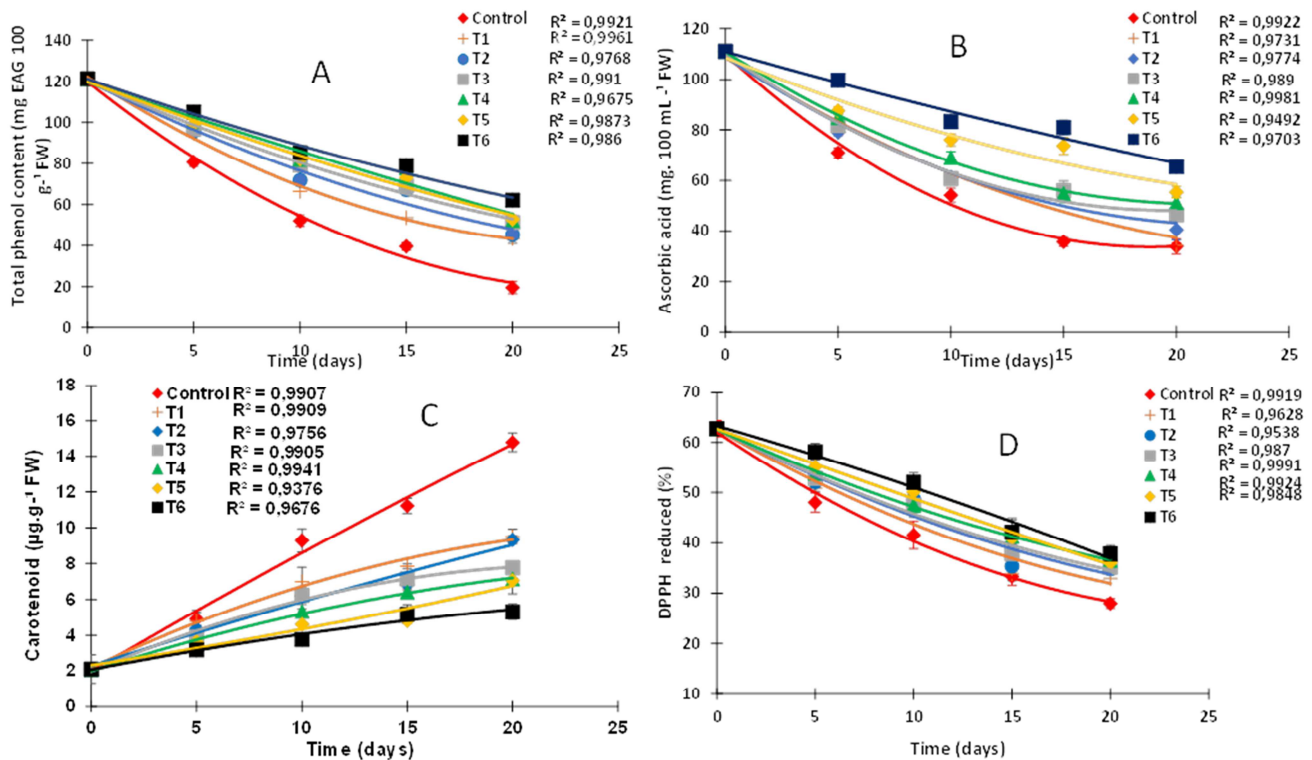 A
Total phenol content (mg EAG 100
g⁻¹ FW)
140
120
100
80
60
40
20
0
0 5 10 15 20 25
Time (days)
Control R² = 0,9921
T1 R² = 0,9961
T2 R² = 0,9768
T3 R² = 0,991
T4 R² = 0,9675
T5 R² = 0,9873
T6 R² = 0,986
B
Ascorbic acid (mg. 100 mL⁻¹ FW)
120
100
80
60
40
20
0
0 5 10 15 20 25
Time (days)
Control R² = 0,9922
T1 R² = 0,9731
T2 R² = 0,9774
T3 R² = 0,989
T4 R² = 0,9981
T5 R² = 0,9492
T6 R² = 0,9703
C
Carotenoid (µg.g-¹ FW)
18
16
14
12
10
8
6
4
2
0
0 5 10 15 20 25
Time (days)
Control R² = 0,9907
T1 R² = 0,9909
T2 R² = 0,9756
T3 R² = 0,9905
T4 R² = 0,9941
T5 R² = 0,9376
T6 R² = 0,9676
D
DPPH reduced (%)
70
60
50
40
30
20
10
0 5 10 15 20 25
Time (days)
Control R² = 0,9919
T1 R² = 0,9628
T2 R² = 0,9538
T3 R² = 0,987
T4 R² = 0,9991
T5 R² = 0,9924
T6 R² = 0,9848